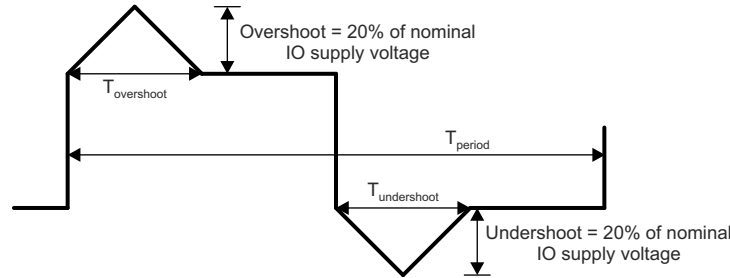 Overshoot = 20% of nominal
IO supply voltage
Tovershoot
Tperiod
Tundershoot
Undershoot = 20% of nominal
IO supply voltage